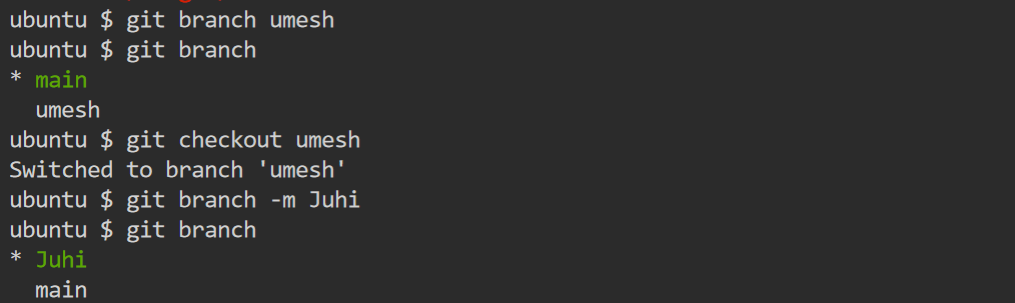 ubuntu $ git branch umesh
ubuntu $ git branch
* main
  umesh
ubuntu $ git checkout umesh
Switched to branch 'umesh'
ubuntu $ git branch -m Juhi
ubuntu $ git branch
* Juhi
  main